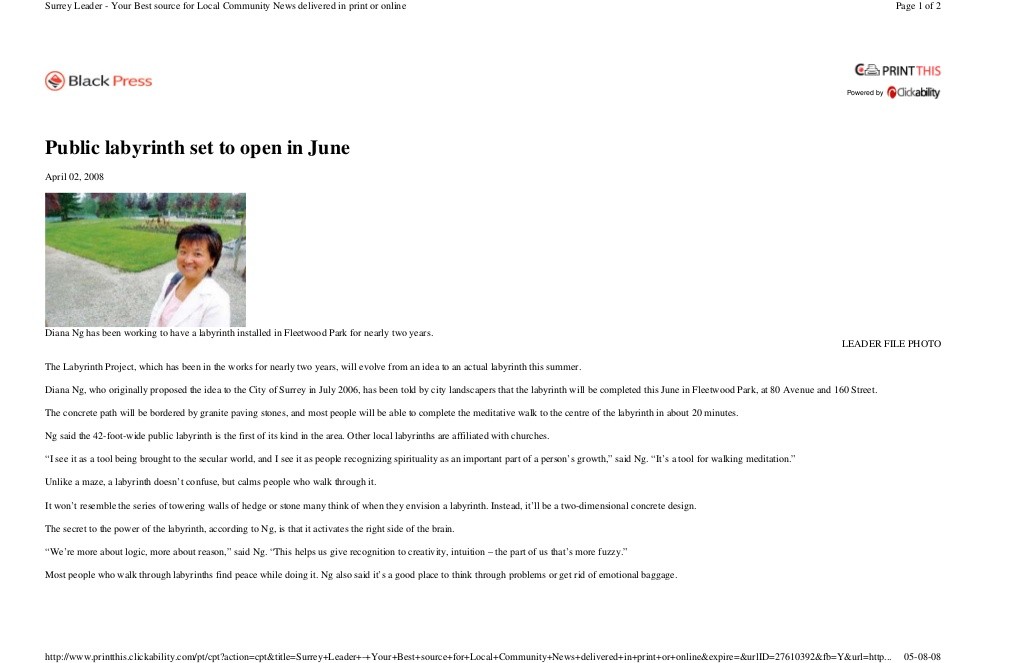 Surrey Leader - Your Best source for Local Community News delivered in print or online
Page 1 of 2
Black Press
PRINT THIS
Powered by Clickability
Public labyrinth set to open in June
April 02, 2008
Diana Ng has been working to have a labyrinth installed in Fleetwood Park for nearly two years.
LEADER FILE PHOTO
The Labyrinth Project, which has been in the works for nearly two years, will evolve from an idea to an actual labyrinth this summer.
Diana Ng, who originally proposed the idea to the City of Surrey in July 2006, has been told by city landscapers that the labyrinth will be completed this June in Fleetwood Park, at 80 Avenue and 160 Street.
The concrete path will be bordered by granite paving stones, and most people will be able to complete the meditative walk to the centre of the labyrinth in about 20 minutes.
Ng said the 42-foot-wide public labyrinth is the first of its kind in the area. Other local labyrinths are affiliated with churches.
“I see it as a tool being brought to the secular world, and I see it as people recognizing spirituality as an important part of a person’s growth,” said Ng. “It’s a tool for walking meditation.”
Unlike a maze, a labyrinth doesn’t confuse, but calms people who walk through it.
It won’t resemble the series of towering walls of hedge or stone many think of when they envision a labyrinth. Instead, it’ll be a two-dimensional concrete design.
The secret to the power of the labyrinth, according to Ng, is that it activates the right side of the brain.
“We’re more about logic, more about reason,” said Ng. “This helps us give recognition to creativity, intuition – the part of us that’s more fuzzy.”
Most people who walk through labyrinths find peace while doing it. Ng also said it’s a good place to think through problems or get rid of emotional baggage.
http://www.printthis.clickability.com/pt/cpt?action=cpt&title=Surrey+Leader+-+Your+Best+source+for+Local+Community+News+delivered+in+print+or+online&expire=&urlID=27610392&fb=Y&url=http... 05-08-08